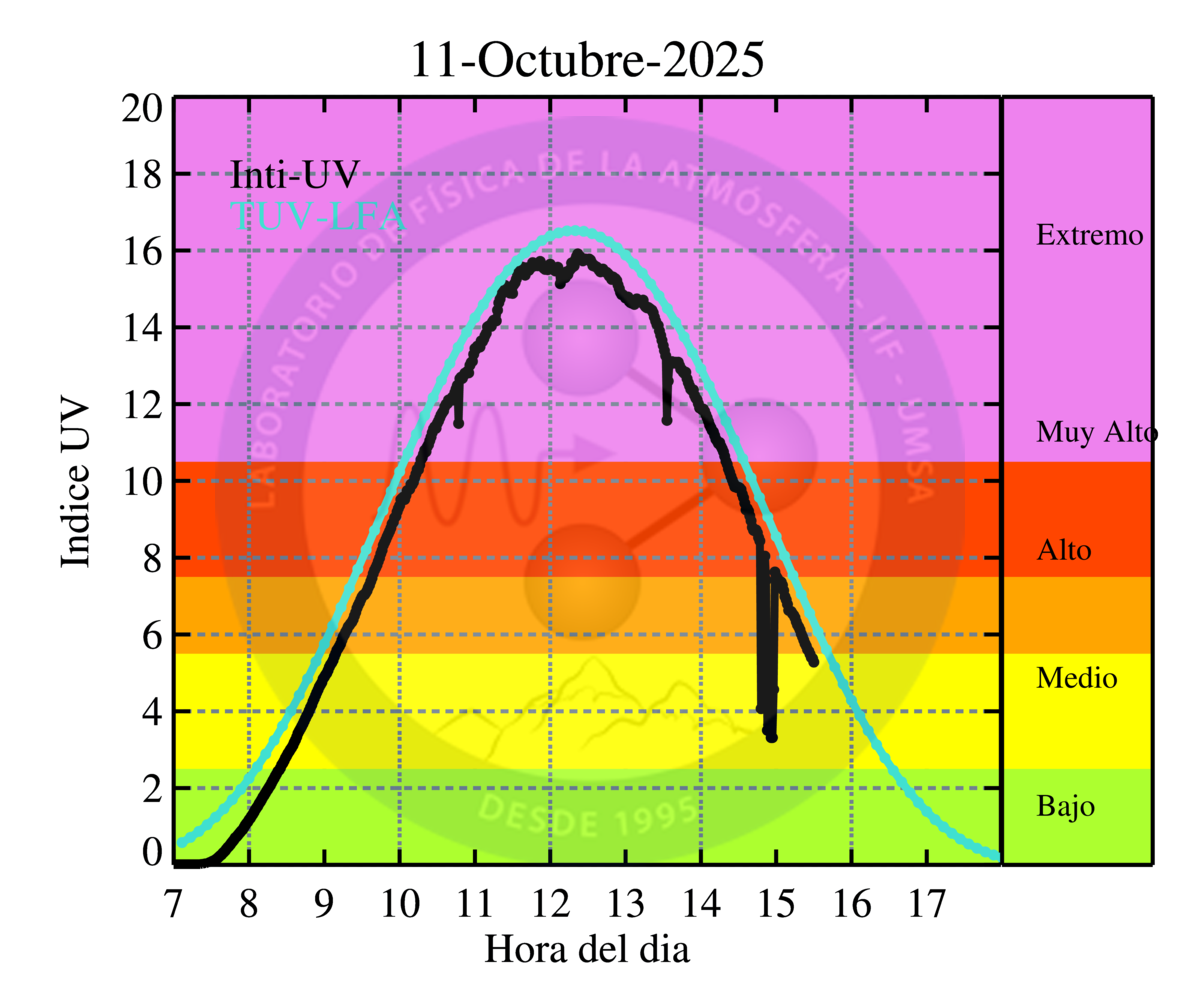 11-Octubre-2025
20
18
16
14
12
10
8
6
4
2
0
Indice UV
Inti-UV
TUV-LFA
LABORATORIO DE FÍSICA DE LA ATMÓSFERA - IIF - UMSA
DESDE 1995
Extremo
Muy Alto
Alto
Medio
Bajo
7 8 9 10 11 12 13 14 15 16 17
Hora del dia